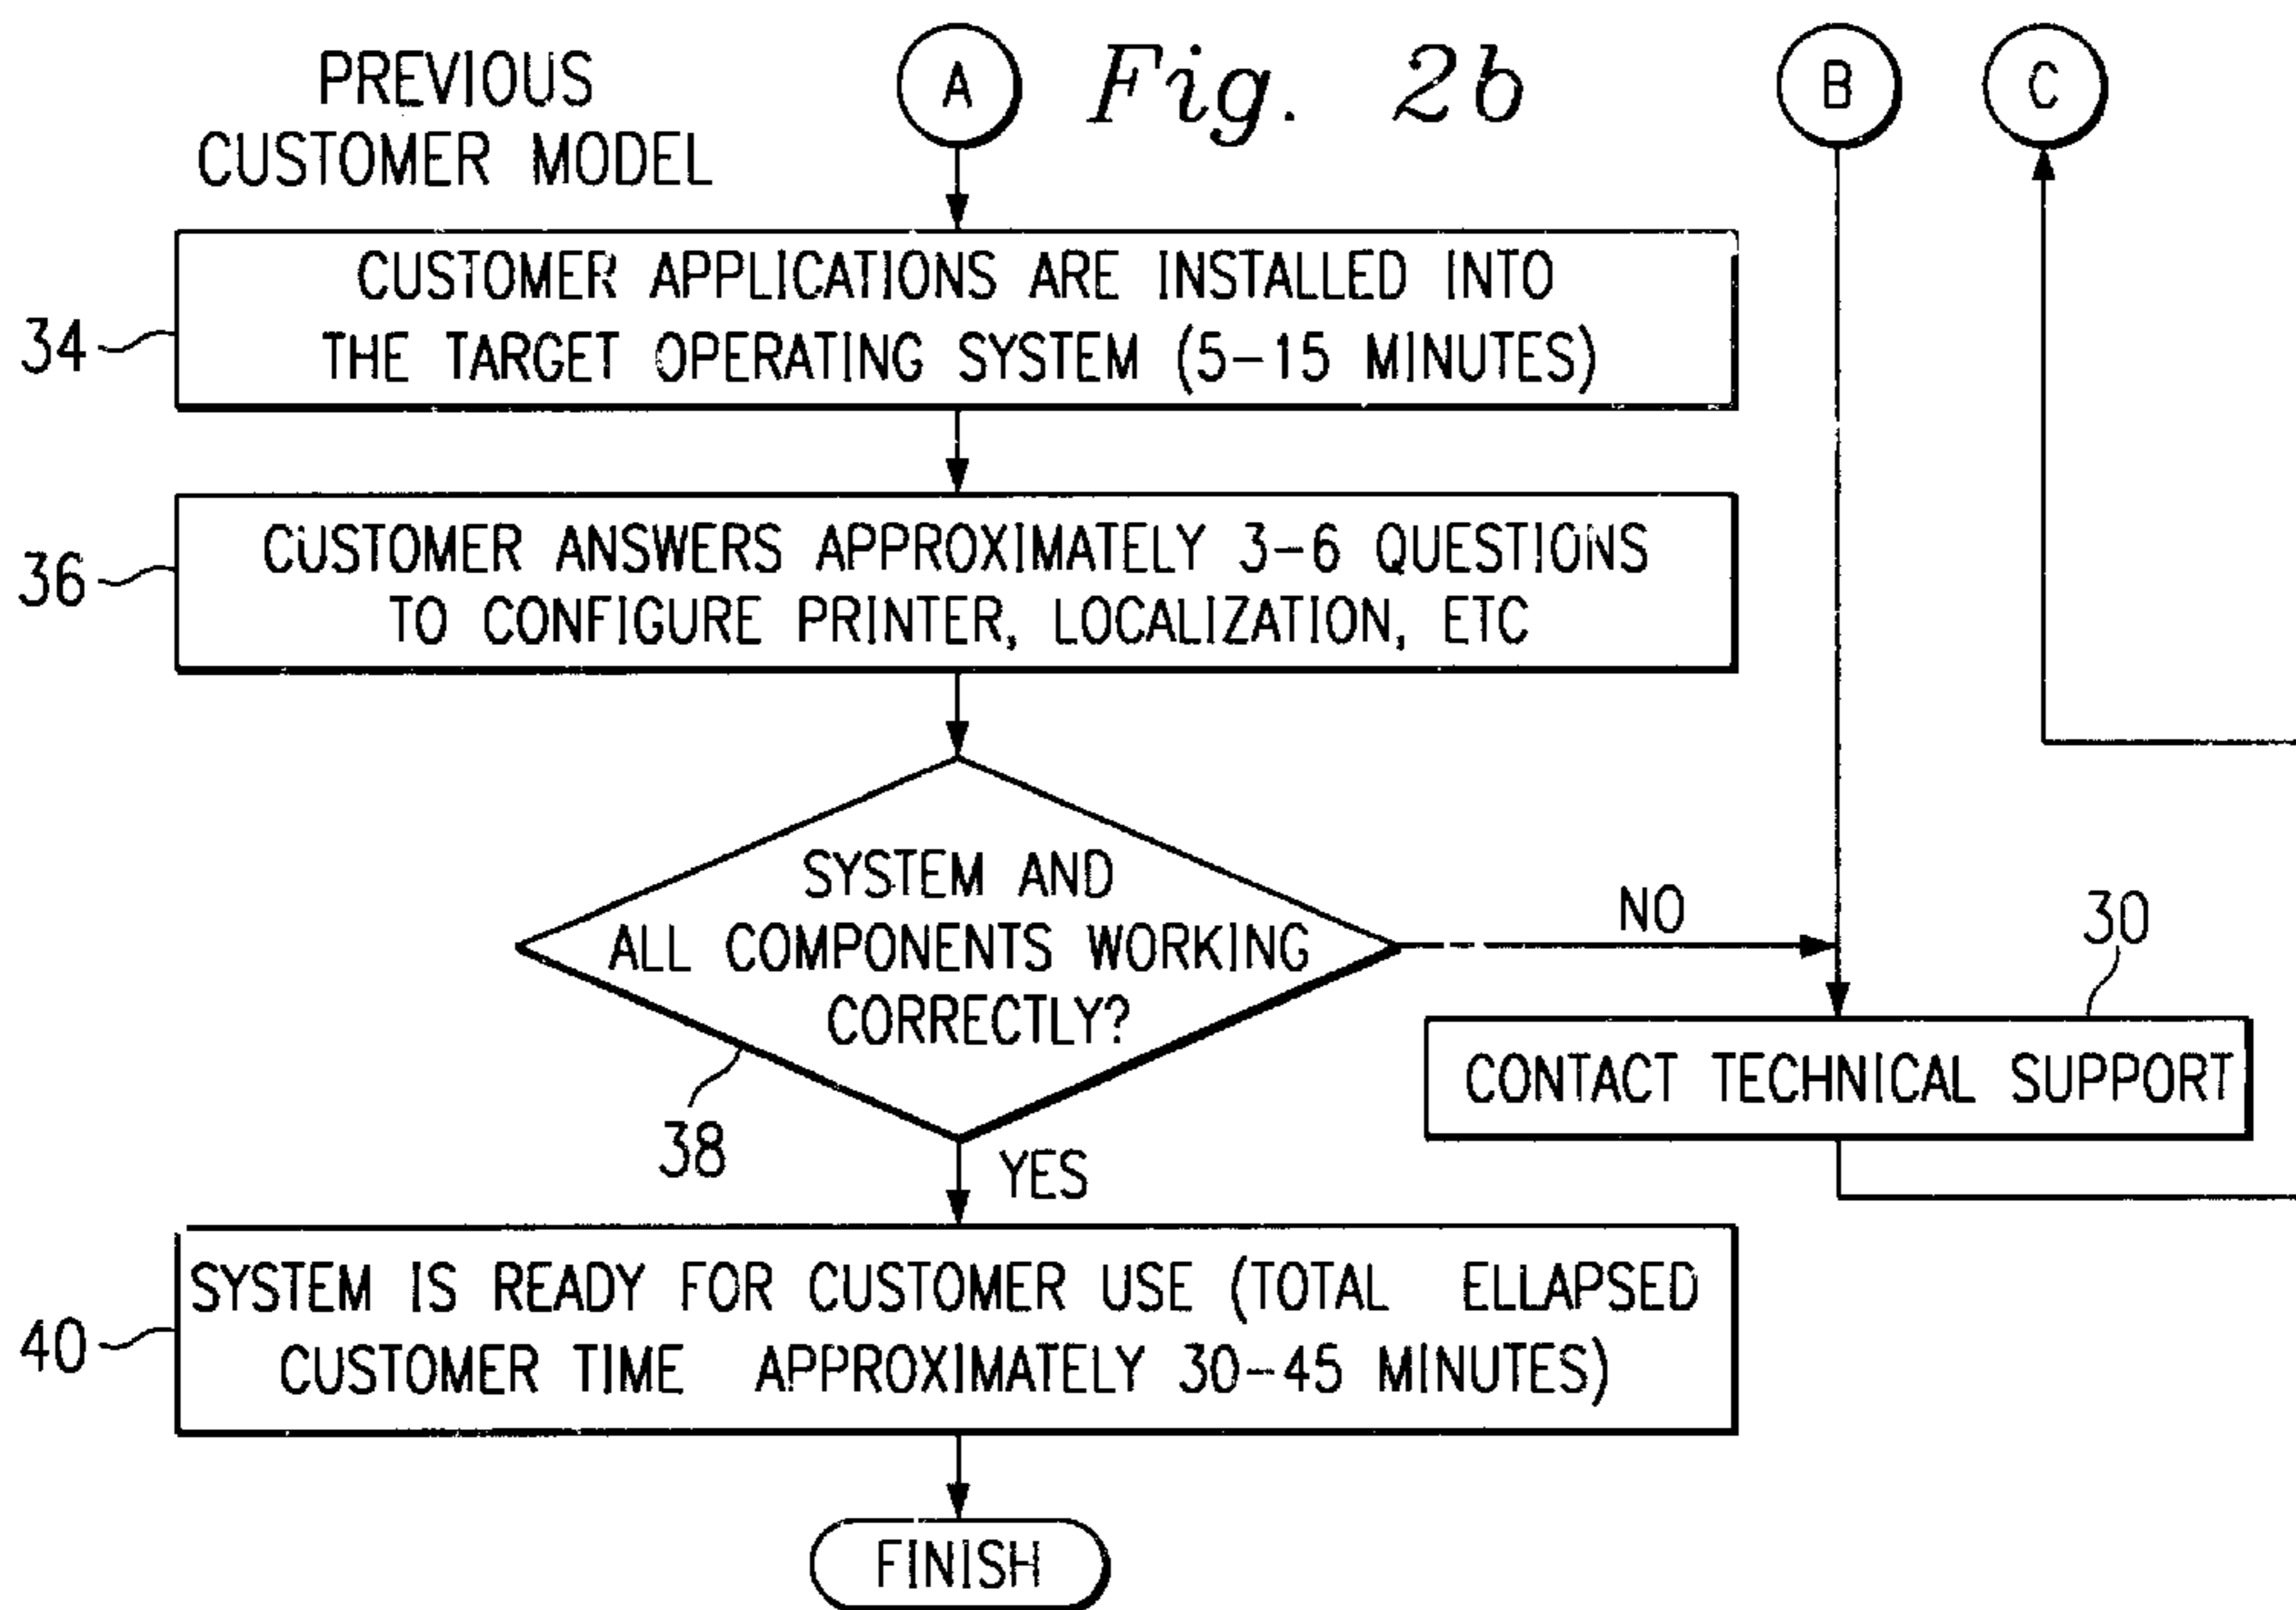 PREVIOUS
CUSTOMER MODEL
A
Fig. 2b
B
C
CUSTOMER APPLICATIONS ARE INSTALLED INTO
THE TARGET OPERATING SYSTEM (5-15 MINUTES)
34
CUSTOMER ANSWERS APPROXIMATELY 3-6 QUESTIONS
TO CONFIGURE PRINTER, LOCALIZATION, ETC
36
SYSTEM AND
ALL COMPONENTS WORKING
CORRECTLY?
38
NO
30
CONTACT TECHNICAL SUPPORT
YES
SYSTEM IS READY FOR CUSTOMER USE (TOTAL ELLAPSED
CUSTOMER TIME APPROXIMATELY 30-45 MINUTES)
40
FINISH